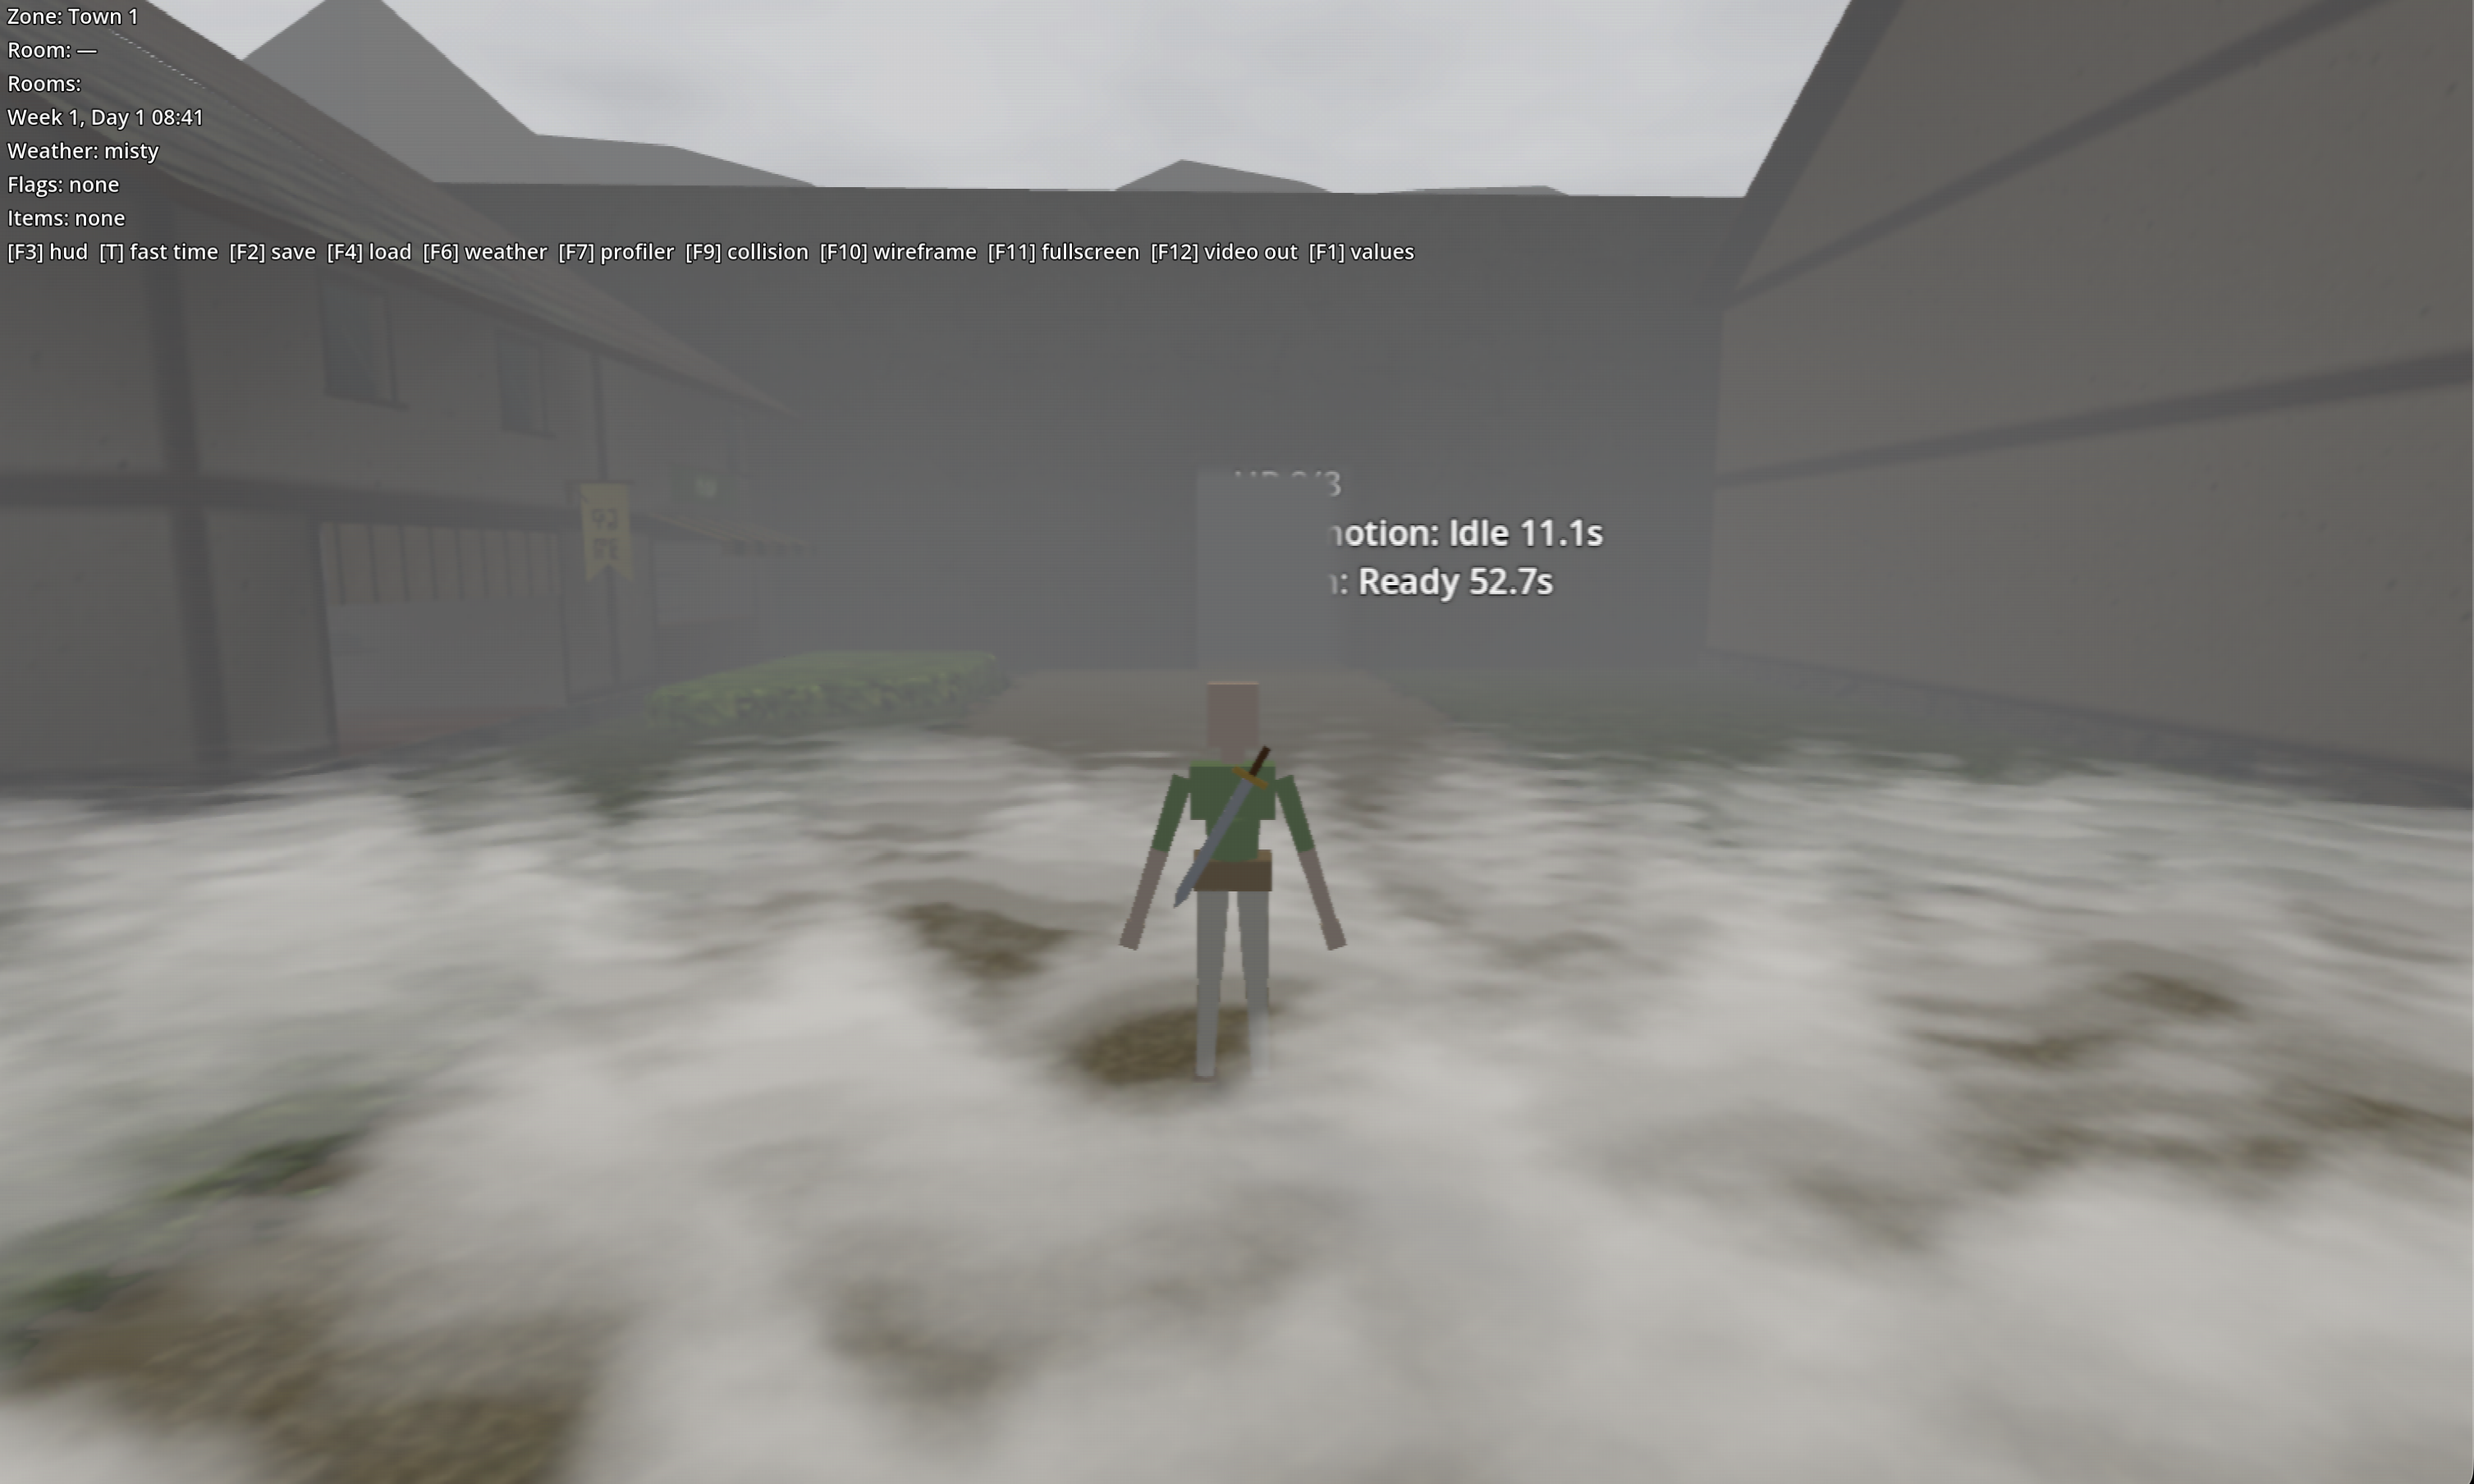 Zone: Town 1
Room: —
Rooms:
Week 1, Day 1 08:41
Weather: misty
Flags: none
Items: none
[F3] hud  [T] fast time  [F2] save  [F4] load  [F6] weather  [F7] profiler  [F9] collision  [F10] wireframe  [F11] fullscreen  [F12] video out  [F1] values
Idle 11.1s
Ready 52.7s